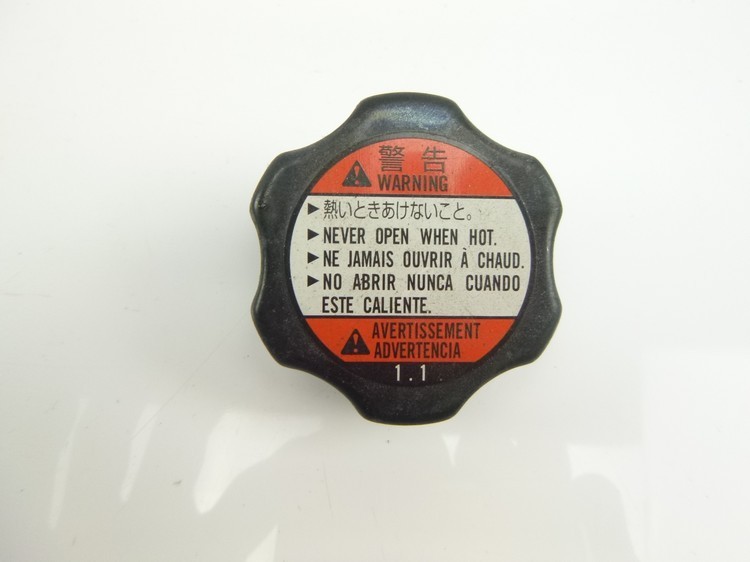 警告
WARNING
▶熱いときあけないこと。
▶NEVER OPEN WHEN HOT.
▶NE JAMAIS OUVRIR À CHAUD.
▶NO ABRIR NUNCA CUANDO
ESTE CALIENTE.
AVERTISSEMENT
ADVERTENCIA
1.1